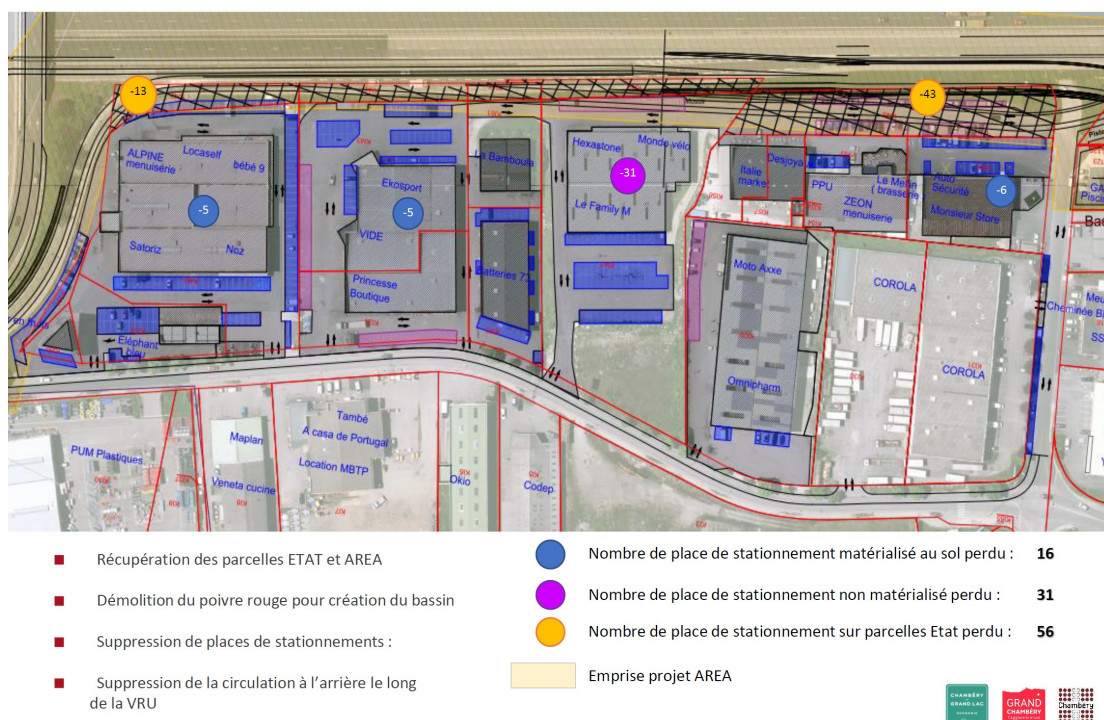 -13
-43
ALPINE
menuiserie
Locaself
bébé 9
-5
Satoriz
Noz
Eléphant
bleu
Ekosport
-5
VIDE
Princesse
Boutique
La Bamboula
Batteries 73
Hexastone
Monde vélo
-31
Le Family M
Italie
market
Desjoya
PPU
ZEON
menuiserie
brasserie
Auto
Sécurité
-6
Monsieur Store
Moto Axxe
Omnipharm
COROLA
COROLA
Cheminée
PUM Plastiques
Maplan
Veneta cucine
També
A casa de Portugal
Location MBTP
Okio
Codep
Récupération des parcelles ETAT et AREA
Démolition du poivre rouge pour création du bassin
Suppression de places de stationnements :
Suppression de la circulation à l’arrière le long
de la VRU
Nombre de place de stationnement matérialisé au sol perdu : 16
Nombre de place de stationnement non matérialisé perdu : 31
Nombre de place de stationnement sur parcelles Etat perdu : 56
Emprise projet AREA
CHAMBÉRY
GRAND LAC
GRAND
CHAMBÉRY
Chambéry